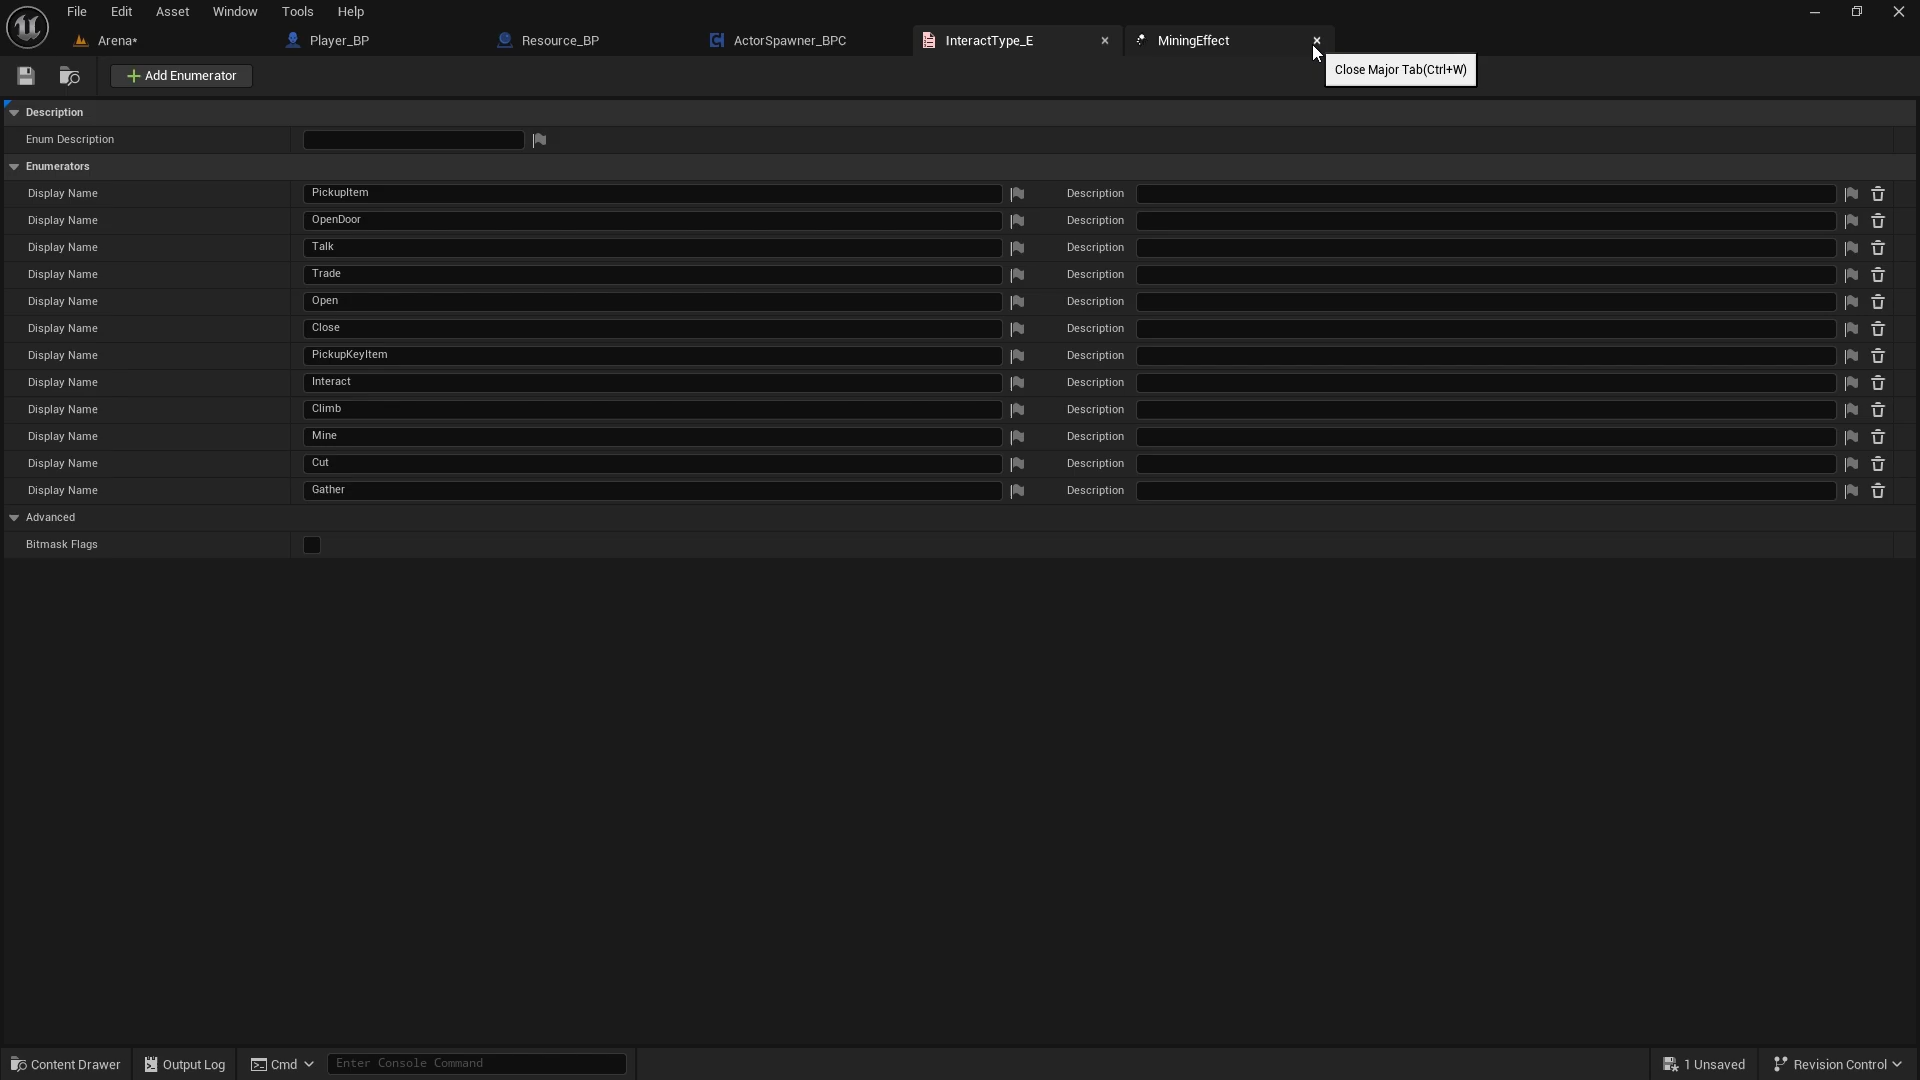 File Edit Asset Window Tools Help
Arena* Player_BP Resource_BP ActorSpawner_BPC InteractType_E MiningEffect
Close Major Tab(Ctrl+W)
Add Enumerator
Description
Enum Description
Enumerators
Display Name PickupItem Description
Display Name OpenDoor Description
Display Name Talk Description
Display Name Trade Description
Display Name Open Description
Display Name Close Description
Display Name PickupKeyItem Description
Display Name Interact Description
Display Name Climb Description
Display Name Mine Description
Display Name Cut Description
Display Name Gather Description
Advanced
Bitmask Flags
Content Drawer Output Log Cmd Enter Console Command 1 Unsaved Revision Control